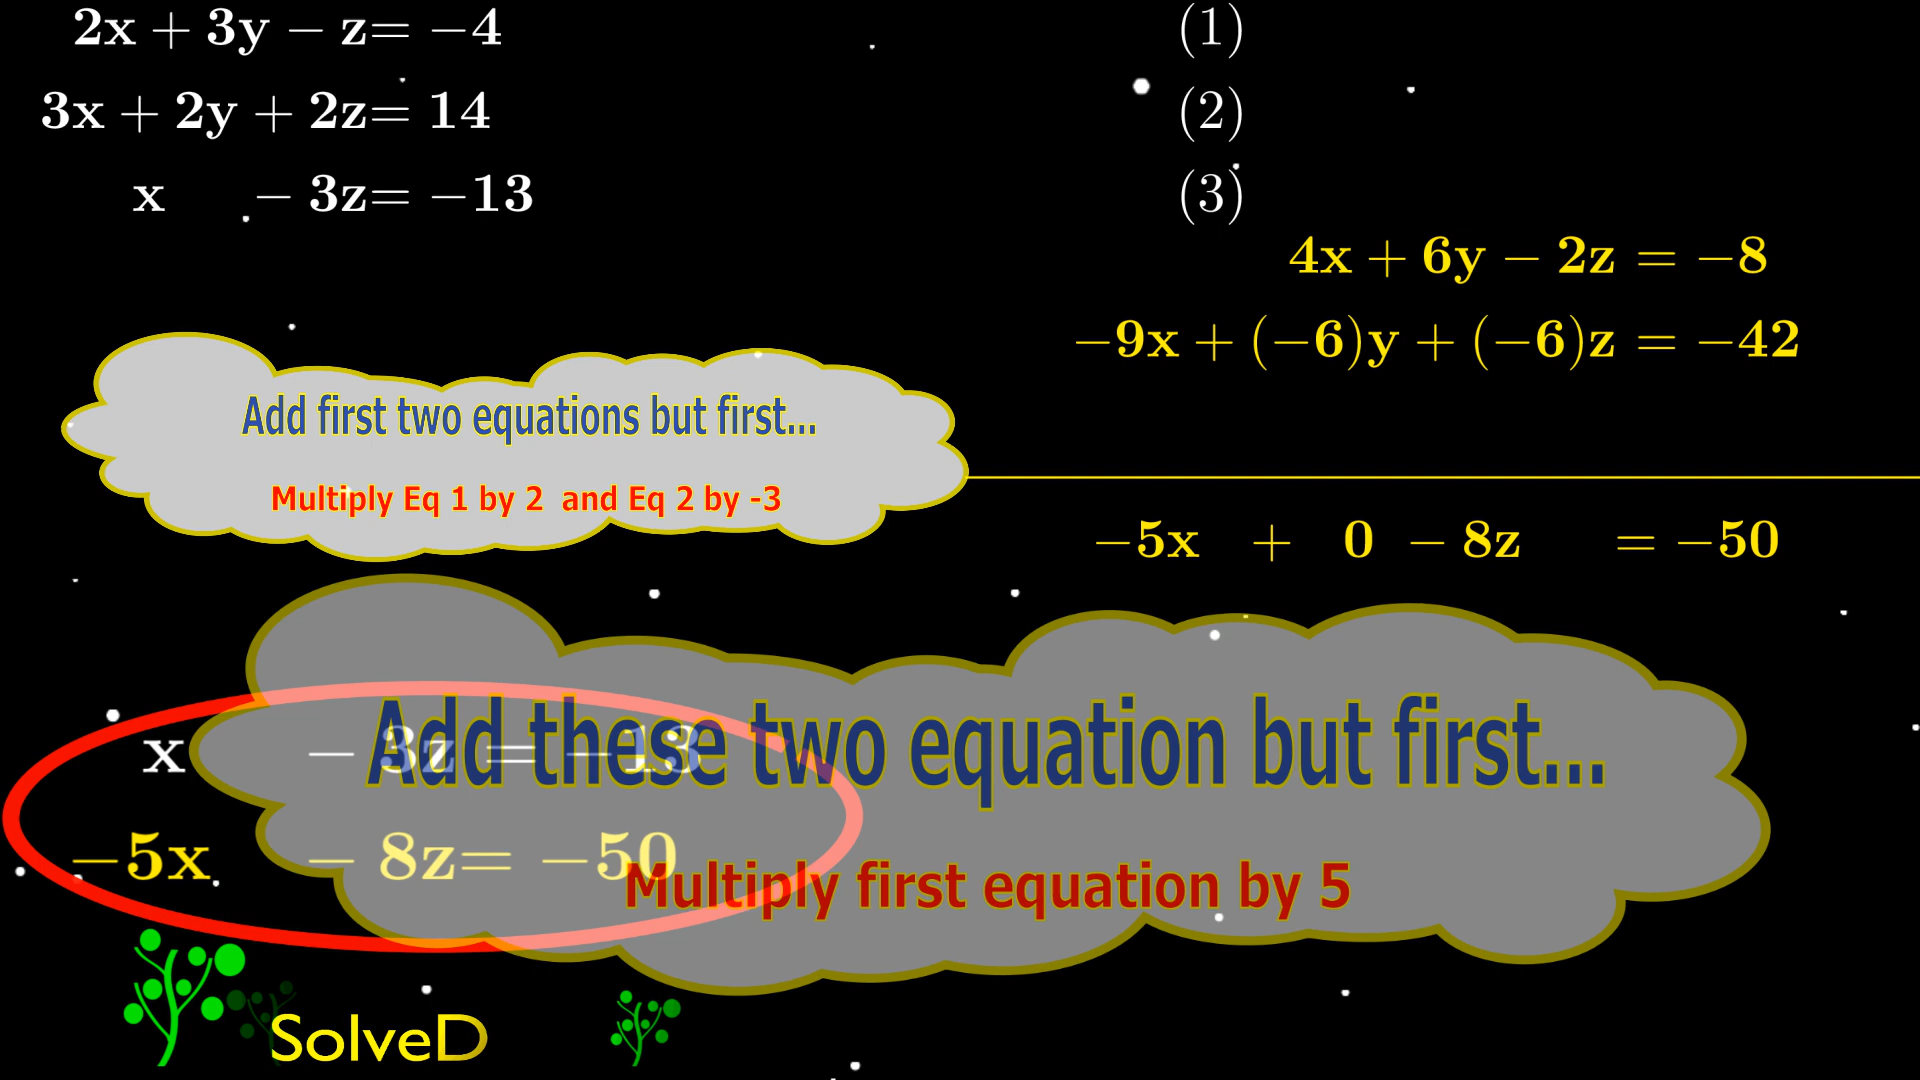 2x + 3y − z= −4 (1)
3x + 2y + 2z= 14 (2)
x − 3z= −13 (3)
4x + 6y − 2z = −8
−9x + (−6)y + (−6)z = −42
Add first two equations but first...
Multiply Eq 1 by 2 and Eq 2 by -3
−5x + 0 − 8z = −50
Add these two equation but first...
x − 3z = −13
−5x − 8z= −50
Multiply first equation by 5
SolveD